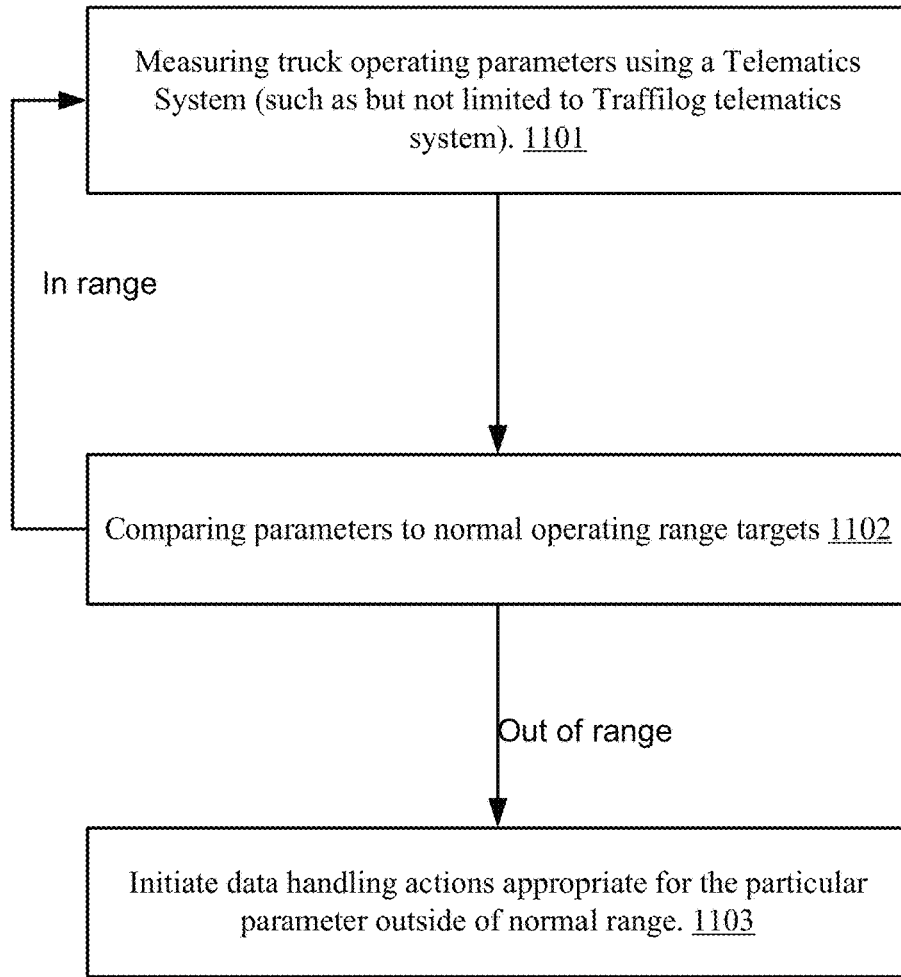 Measuring truck operating parameters using a Telematics
System (such as but not limited to Traffilog telematics
system). 1101
In range
Comparing parameters to normal operating range targets 1102
Out of range
Initiate data handling actions appropriate for the particular
parameter outside of normal range. 1103